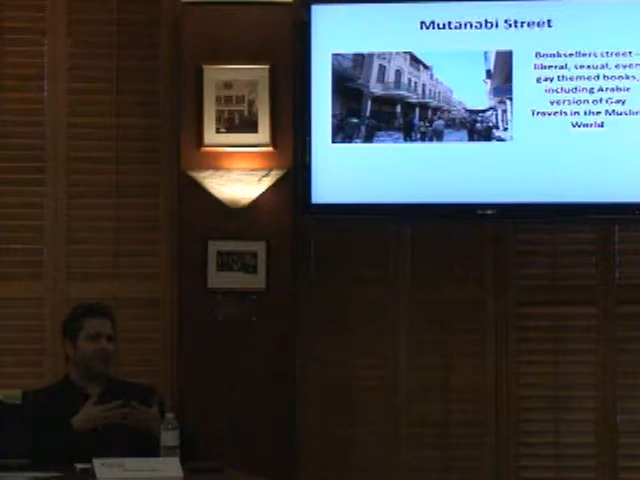 Mutanabi Street
Booksellers street –
liberal, sexual, even
gay themed books,
including Arabic
version of Gay
Travels in the Muslim
World